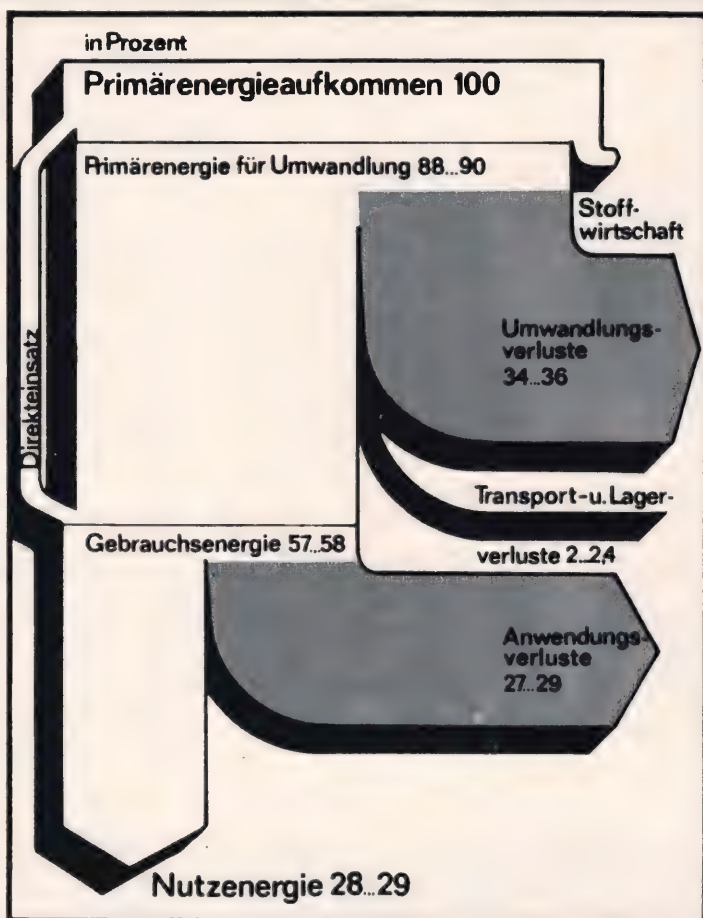 in Prozent
Primärenergieaufkommen 100
Primärenergie für Umwandlung 88...90
Stoff-
wirtschaft
Umwandlungs-
verluste
34...36
Direkteinsatz
Transport-u. Lager-
verluste 2...2,4
Gebrauchsenergie 57...58
Anwendungs-
verluste
27...29
Nutzenergie 28...29